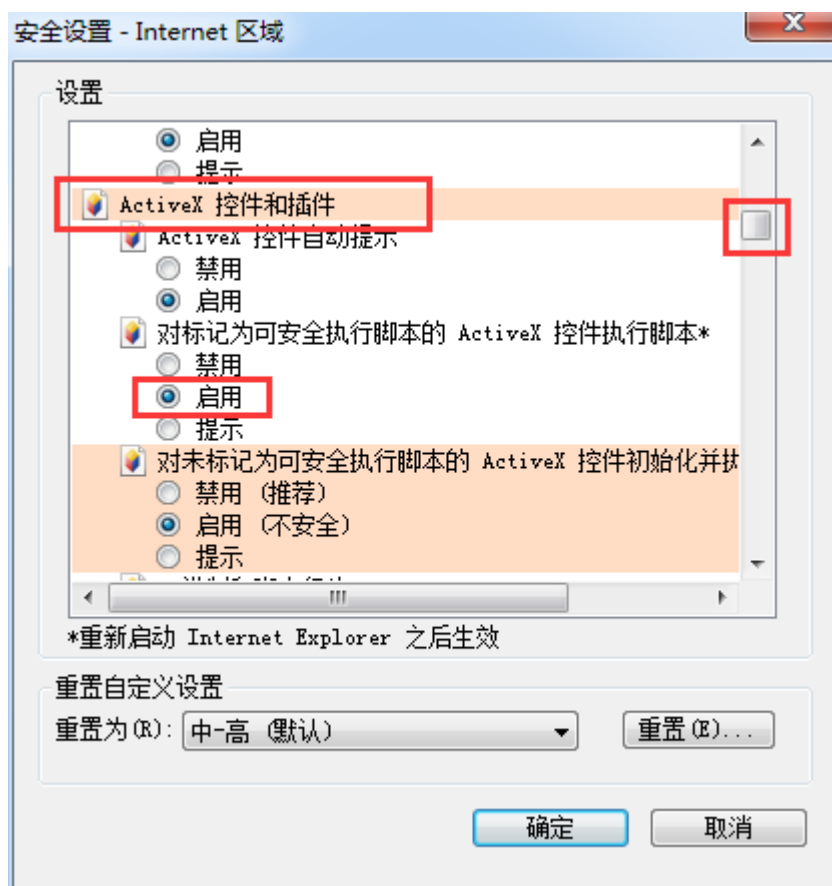 安全设置 - Internet 区域
设置
启用
提示
ActiveX 控件和插件
ActiveX 控件自动提示
禁用
启用
对标记为可安全执行脚本的 ActiveX 控件执行脚本*
禁用
启用
提示
对未标记为可安全执行脚本的 ActiveX 控件初始化并执
禁用 (推荐)
启用 (不安全)
提示
*重新启动 Internet Explorer 之后生效
重置自定义设置
重置为(R): 中-高 (默认) 重置(E)...
确定 取消